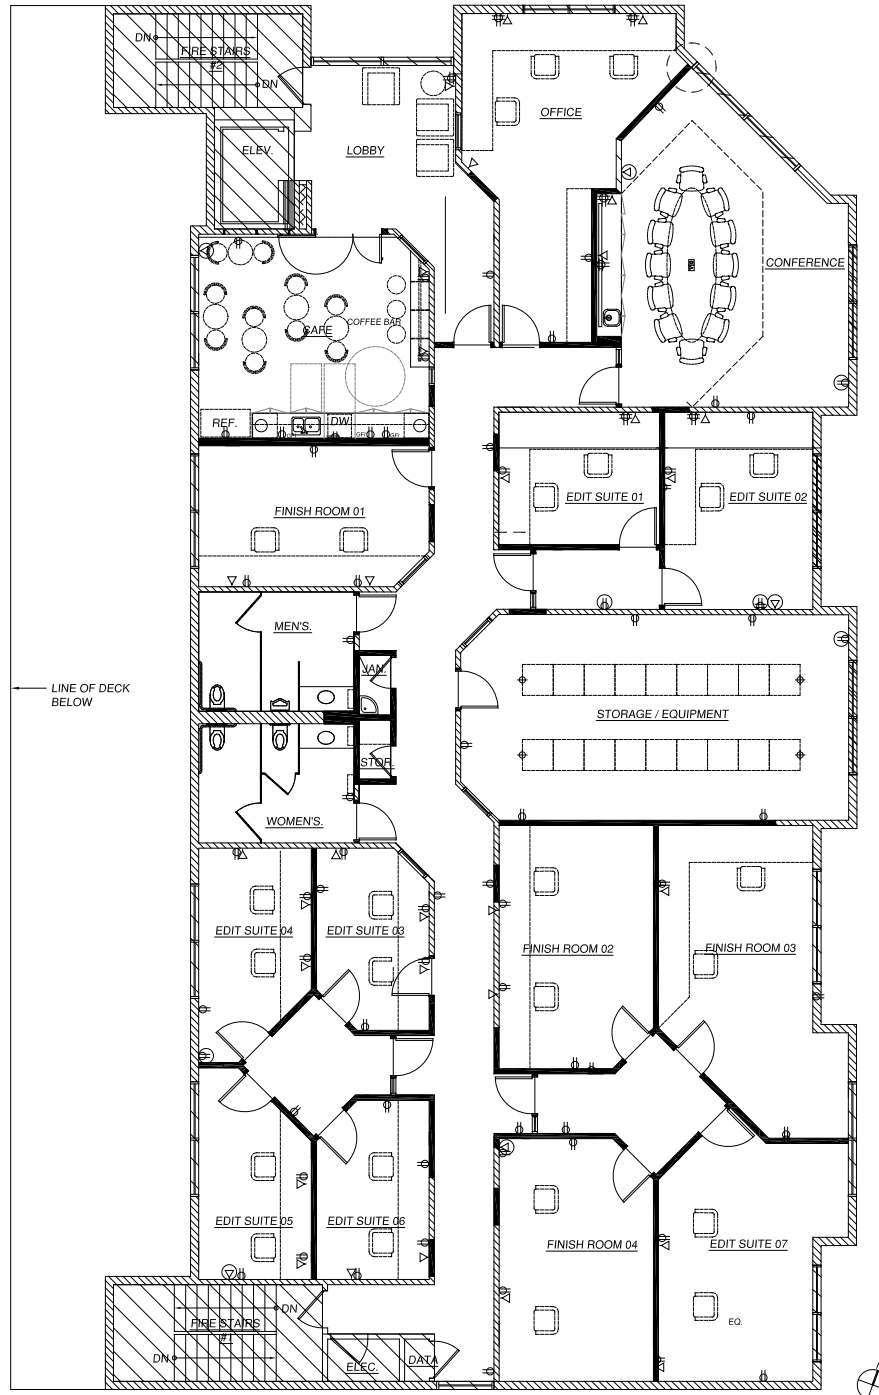 DN
FIRE STAIRS
#2
DN
ELEV.
LOBBY
OFFICE
CONFERENCE
CAFE
COFFEE BAR
REF.
DW
GFI
GFI
GFI
FINISH ROOM 01
EDIT SUITE 01
EDIT SUITE 02
MEN'S.
JAN.
LINE OF DECK
BELOW
STORAGE / EQUIPMENT
STOR.
WOMEN'S.
EDIT SUITE 04
EDIT SUITE 03
FINISH ROOM 02
FINISH ROOM 03
EDIT SUITE 05
EDIT SUITE 06
FINISH ROOM 04
EDIT SUITE 07
EQ.
DN
FIRE STAIRS
#1
DN
ELEC.
DATA